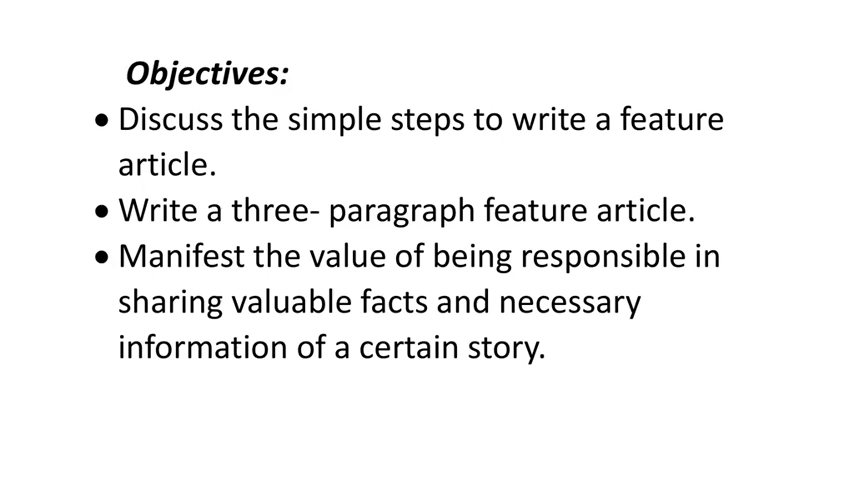 Objectives:
• Discuss the simple steps to write a feature
article.
• Write a three- paragraph feature article.
• Manifest the value of being responsible in
sharing valuable facts and necessary
information of a certain story.